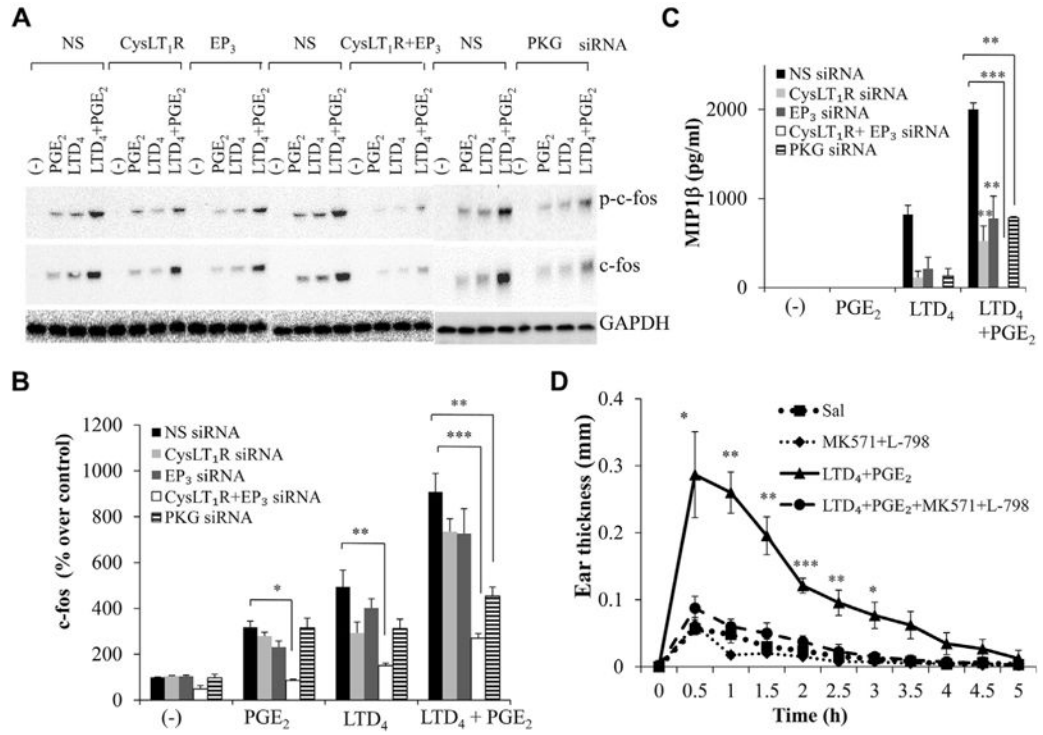 A
NS CysLT₁R EP₃ NS CysLT₁R+EP₃ NS PKG siRNA
(-) PGE₂ LTD₄ LTD₄+PGE₂ (-) PGE₂ LTD₄ LTD₄+PGE₂ (-) PGE₂ LTD₄ LTD₄+PGE₂ (-) PGE₂ LTD₄ LTD₄+PGE₂ (-) PGE₂ LTD₄ LTD₄+PGE₂ (-) PGE₂ LTD₄ LTD₄+PGE₂ (-) PGE₂ LTD₄ LTD₄+PGE₂
p-c-fos
c-fos
GAPDH
B
c-fos (% over control)
1200
1000
800
600
400
200
0
NS siRNA
CysLT₁R siRNA
EP₃ siRNA
CysLT₁R+EP₃ siRNA
PKG siRNA
*
**
**
***
(-) PGE₂ LTD₄ LTD₄ + PGE₂
C
MIP1β (pg/ml)
2000
1000
0
NS siRNA
CysLT₁R siRNA
EP₃ siRNA
CysLT₁R+ EP₃ siRNA
PKG siRNA
**
***
**
**
(-) PGE₂ LTD₄ LTD₄
+PGE₂
D
Ear thickness (mm)
0.4
0.3
0.2
0.1
0
Sal
MK571+L-798
LTD₄+PGE₂
LTD₄+PGE₂+MK571+L-798
*
**
**
***
**
*
0 0.5 1 1.5 2 2.5 3 3.5 4 4.5 5
Time (h)